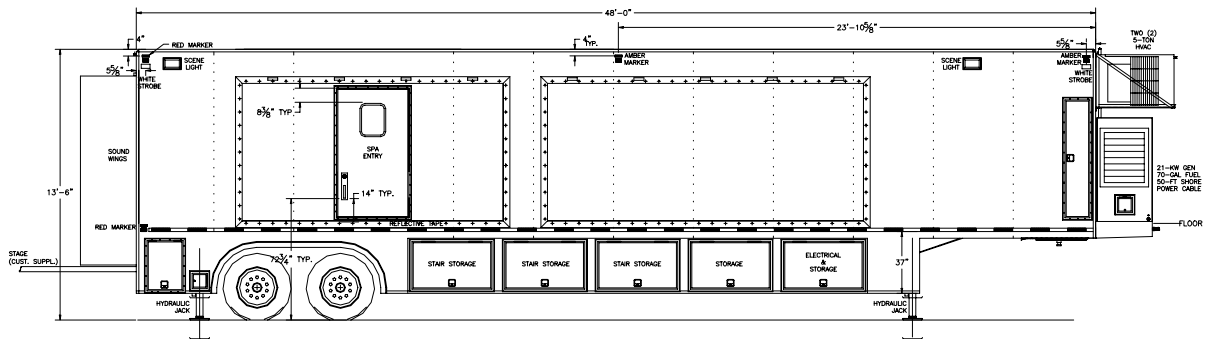 48'-0"
23'-10⅝"
4"
RED MARKER
4"
TYP.
5⅝"
TWO (2)
5-TON
HVAC
SCENE
LIGHT
AMBER
MARKER
SCENE
LIGHT
AMBER
MARKER
5⅝"
WHITE
STROBE
WHITE
STROBE
8⅜" TYP.
SPA
ENTRY
SOUND
WINGS
13'-6"
14" TYP.
21-KW GEN
70-GAL FUEL
50-FT SHORE
POWER CABLE
RED MARKER
REFLECTIVE TAPE
FLOOR
STAGE
(CUST. SUPPL.)
72¾" TYP.
STAIR STORAGE
STAIR STORAGE
STAIR STORAGE
STORAGE
ELECTRICAL
&
STORAGE
37"
HYDRAULIC
JACK
HYDRAULIC
JACK